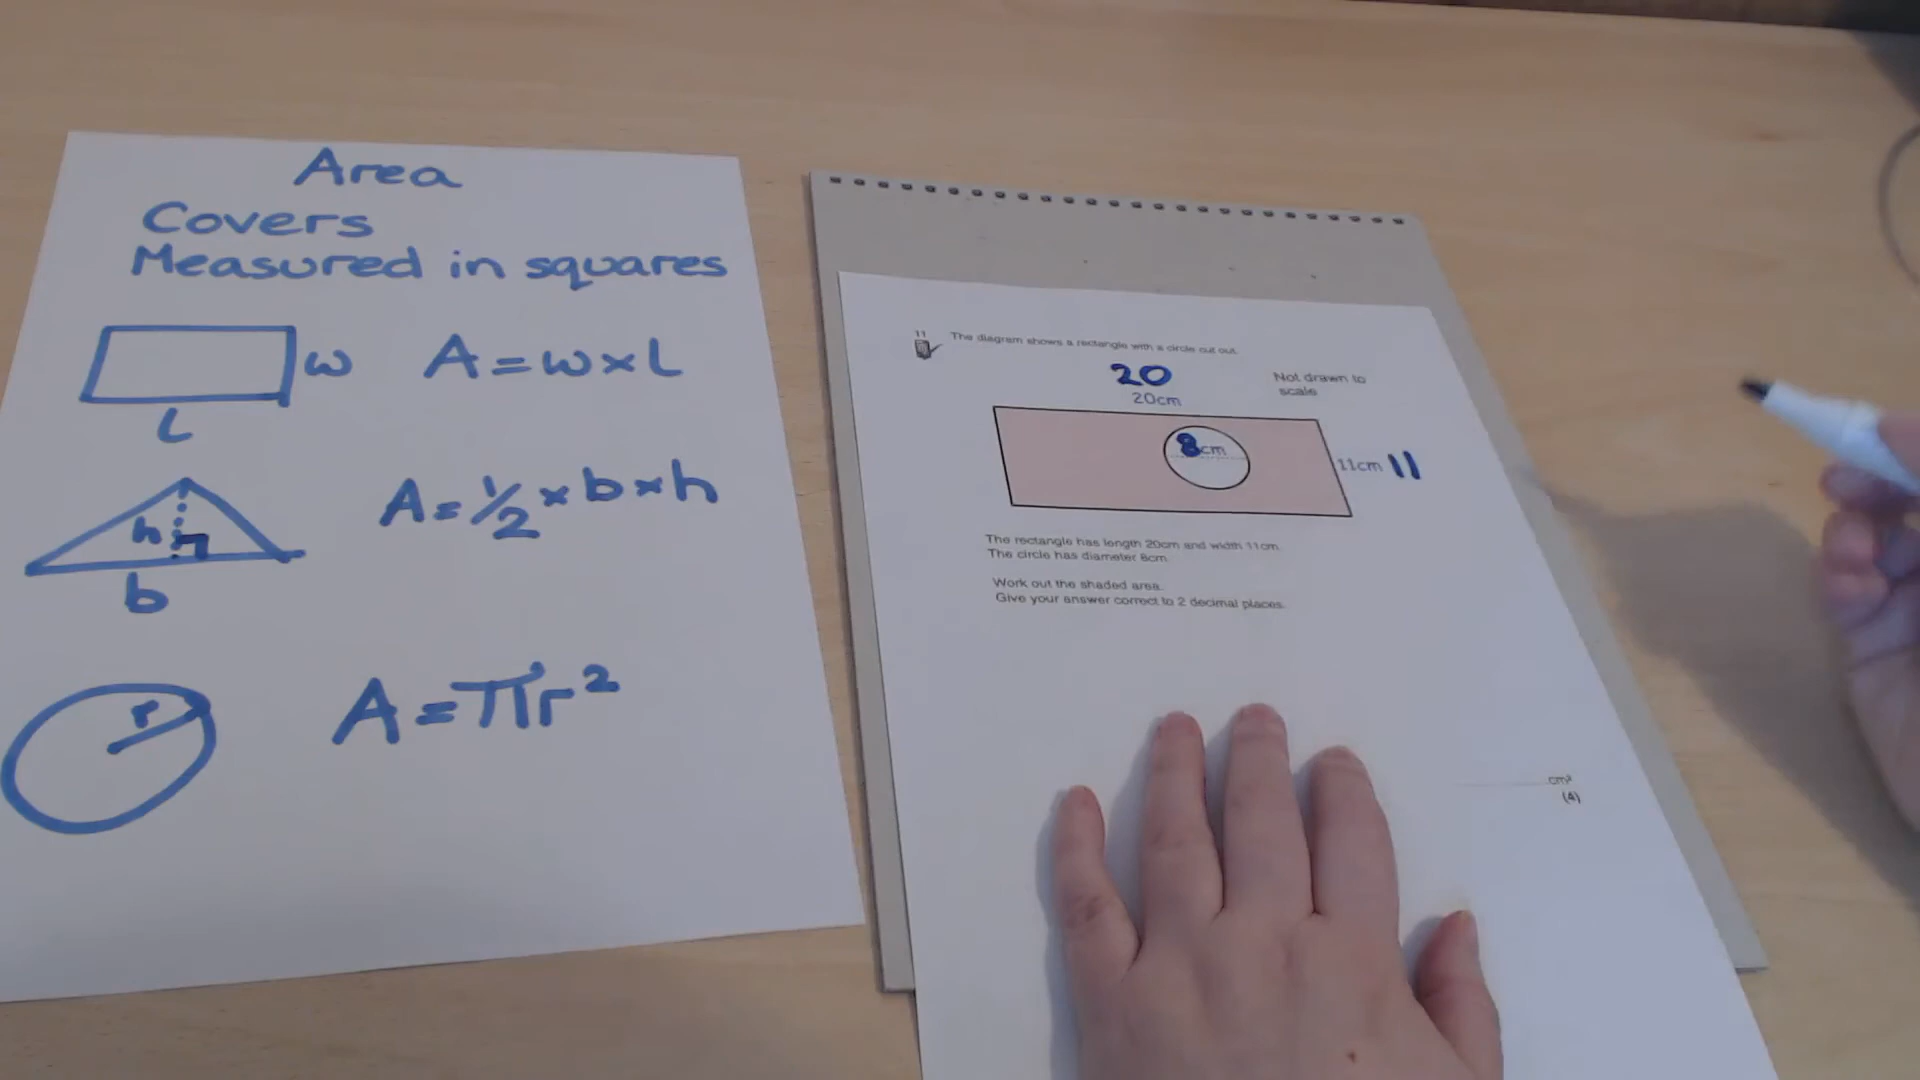 Area
Covers
Measured in squares
w
A = w × L
L
h
A = 1/2 × b × h
b
r
A = πr²
11
The diagram shows a rectangle with a circle cut out.
20
20cm
Not drawn to
scale
8cm
11cm 11
The rectangle has length 20cm and width 11cm.
The circle has diameter 8cm.
Work out the shaded area.
Give your answer correct to 2 decimal places.
cm²
(4)